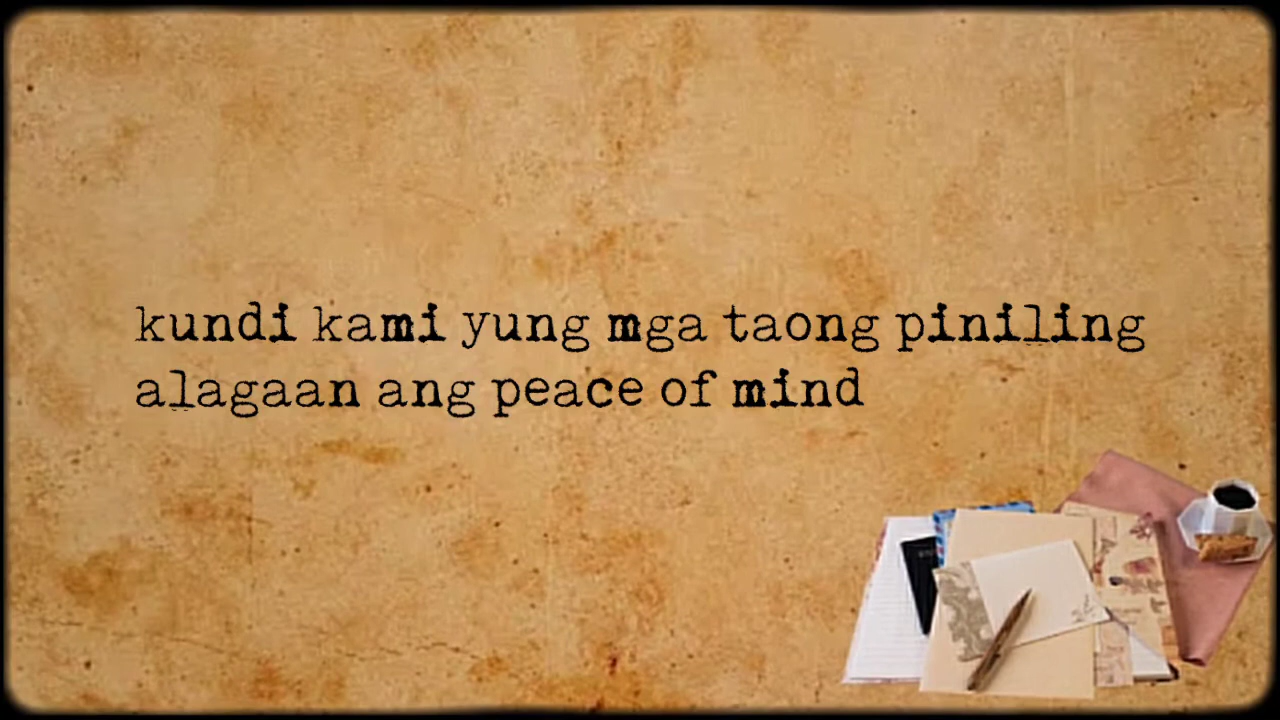 kundi kami yung mga taong piniling
alagaan ang peace of mind